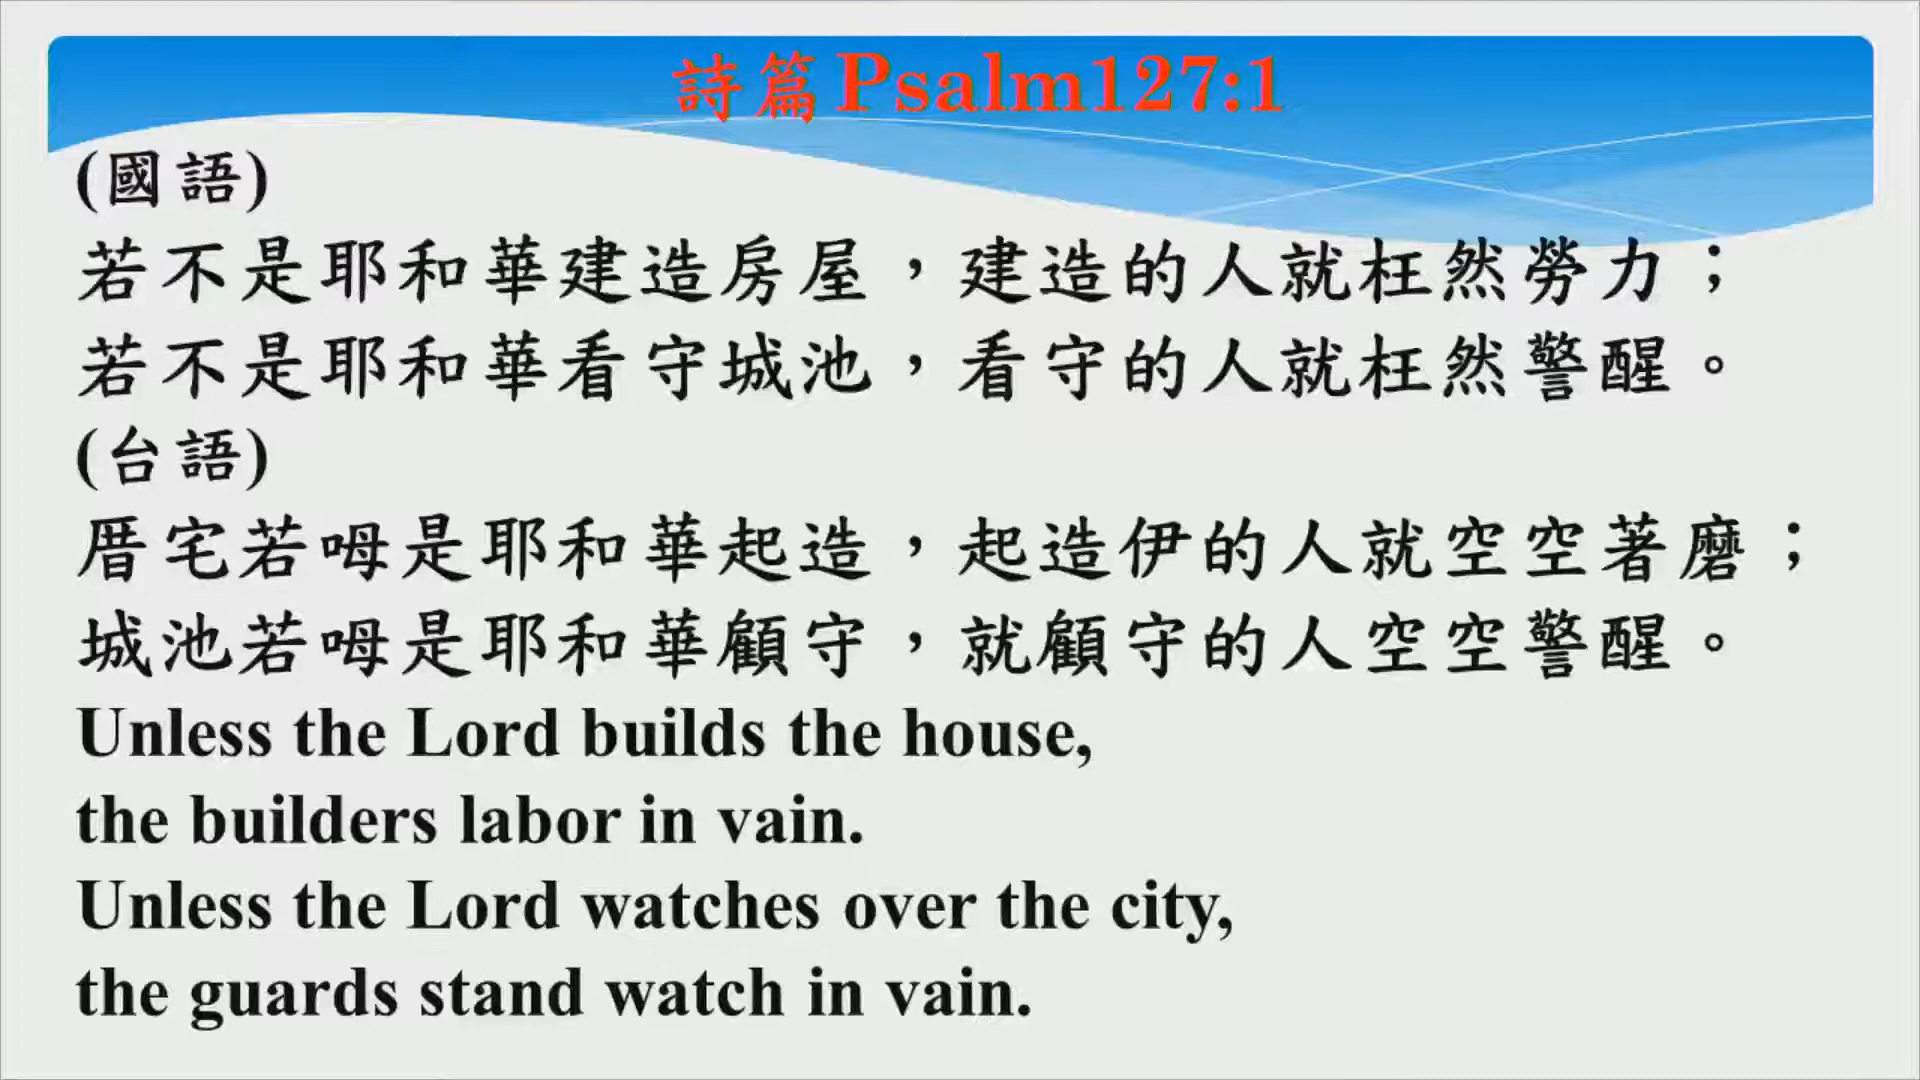 詩篇Psalm127:1
(國語)
若不是耶和華建造房屋，建造的人就枉然勞力；
若不是耶和華看守城池，看守的人就枉然警醒。
(台語)
厝宅若呣是耶和華起造，起造伊的人就空空著磨；
城池若呣是耶和華顧守，就顧守的人空空警醒。
Unless the Lord builds the house,
the builders labor in vain.
Unless the Lord watches over the city,
the guards stand watch in vain.